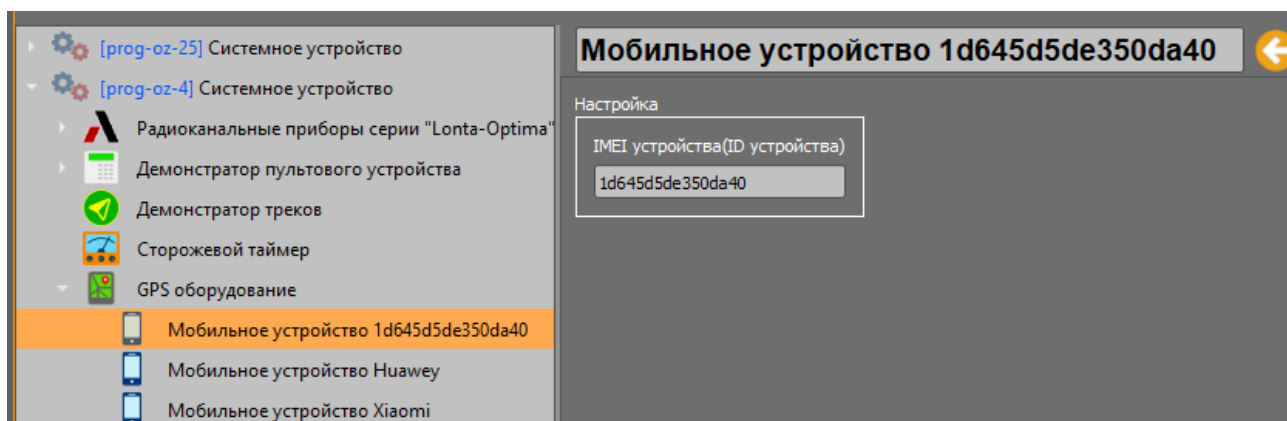 [prog-oz-25] Системное устройство
[prog-oz-4] Системное устройство
Радиоканальные приборы серии "Lonta-Optima"
Демонстратор пультового устройства
Демонстратор треков
Сторожевой таймер
GPS оборудование
Мобильное устройство 1d645d5de350da40
Мобильное устройство Huawey
Мобильное устройство Xiaomi
Мобильное устройство 1d645d5de350da40
Настройка
IMEI устройства(ID устройства)
1d645d5de350da40